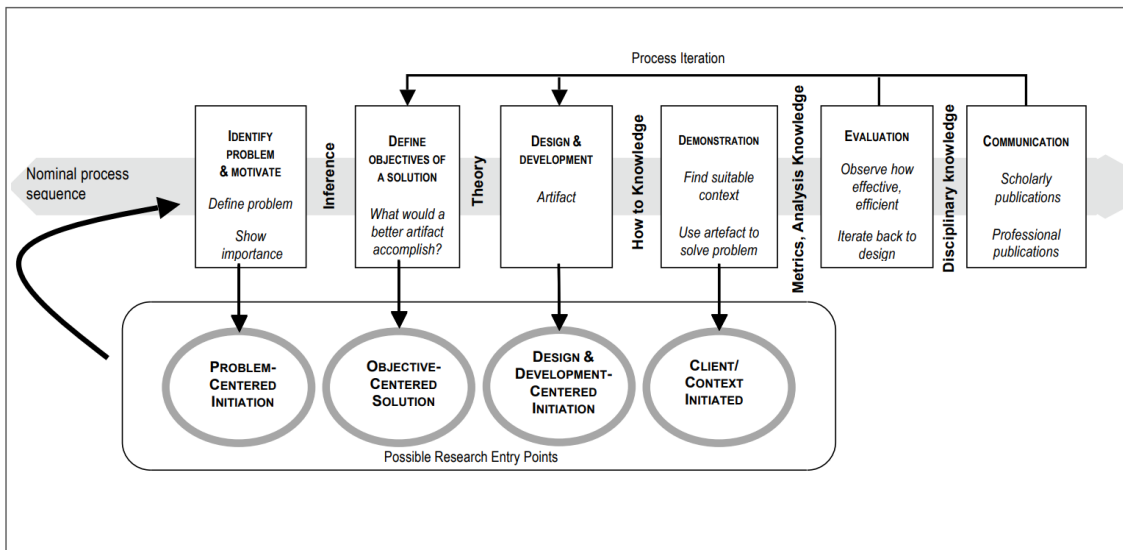 Process Iteration
Nominal process
sequence
IDENTIFY
PROBLEM
& MOTIVATE
Define problem
Show
importance
Inference
DEFINE
OBJECTIVES OF
A SOLUTION
What would a
better artifact
accomplish?
Theory
DESIGN &
DEVELOPMENT
Artifact
How to Knowledge
DEMONSTRATION
Find suitable
context
Use artefact to
solve problem
Metrics, Analysis Knowledge
EVALUATION
Observe how
effective,
efficient
Iterate back to
design
Disciplinary knowledge
COMMUNICATION
Scholarly
publications
Professional
publications
PROBLEM-
CENTERED
INITIATION
OBJECTIVE-
CENTERED
SOLUTION
DESIGN &
DEVELOPMENT-
CENTERED
INITIATION
CLIENT/
CONTEXT
INITIATED
Possible Research Entry Points